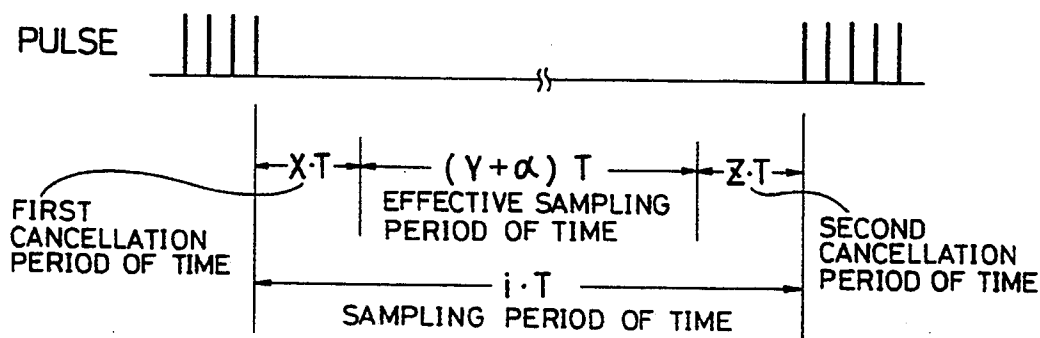 PULSE
X·T
(Y+α) T
Z·T
EFFECTIVE SAMPLING
PERIOD OF TIME
FIRST
CANCELLATION
PERIOD OF TIME
SECOND
CANCELLATION
PERIOD OF TIME
i·T
SAMPLING PERIOD OF TIME